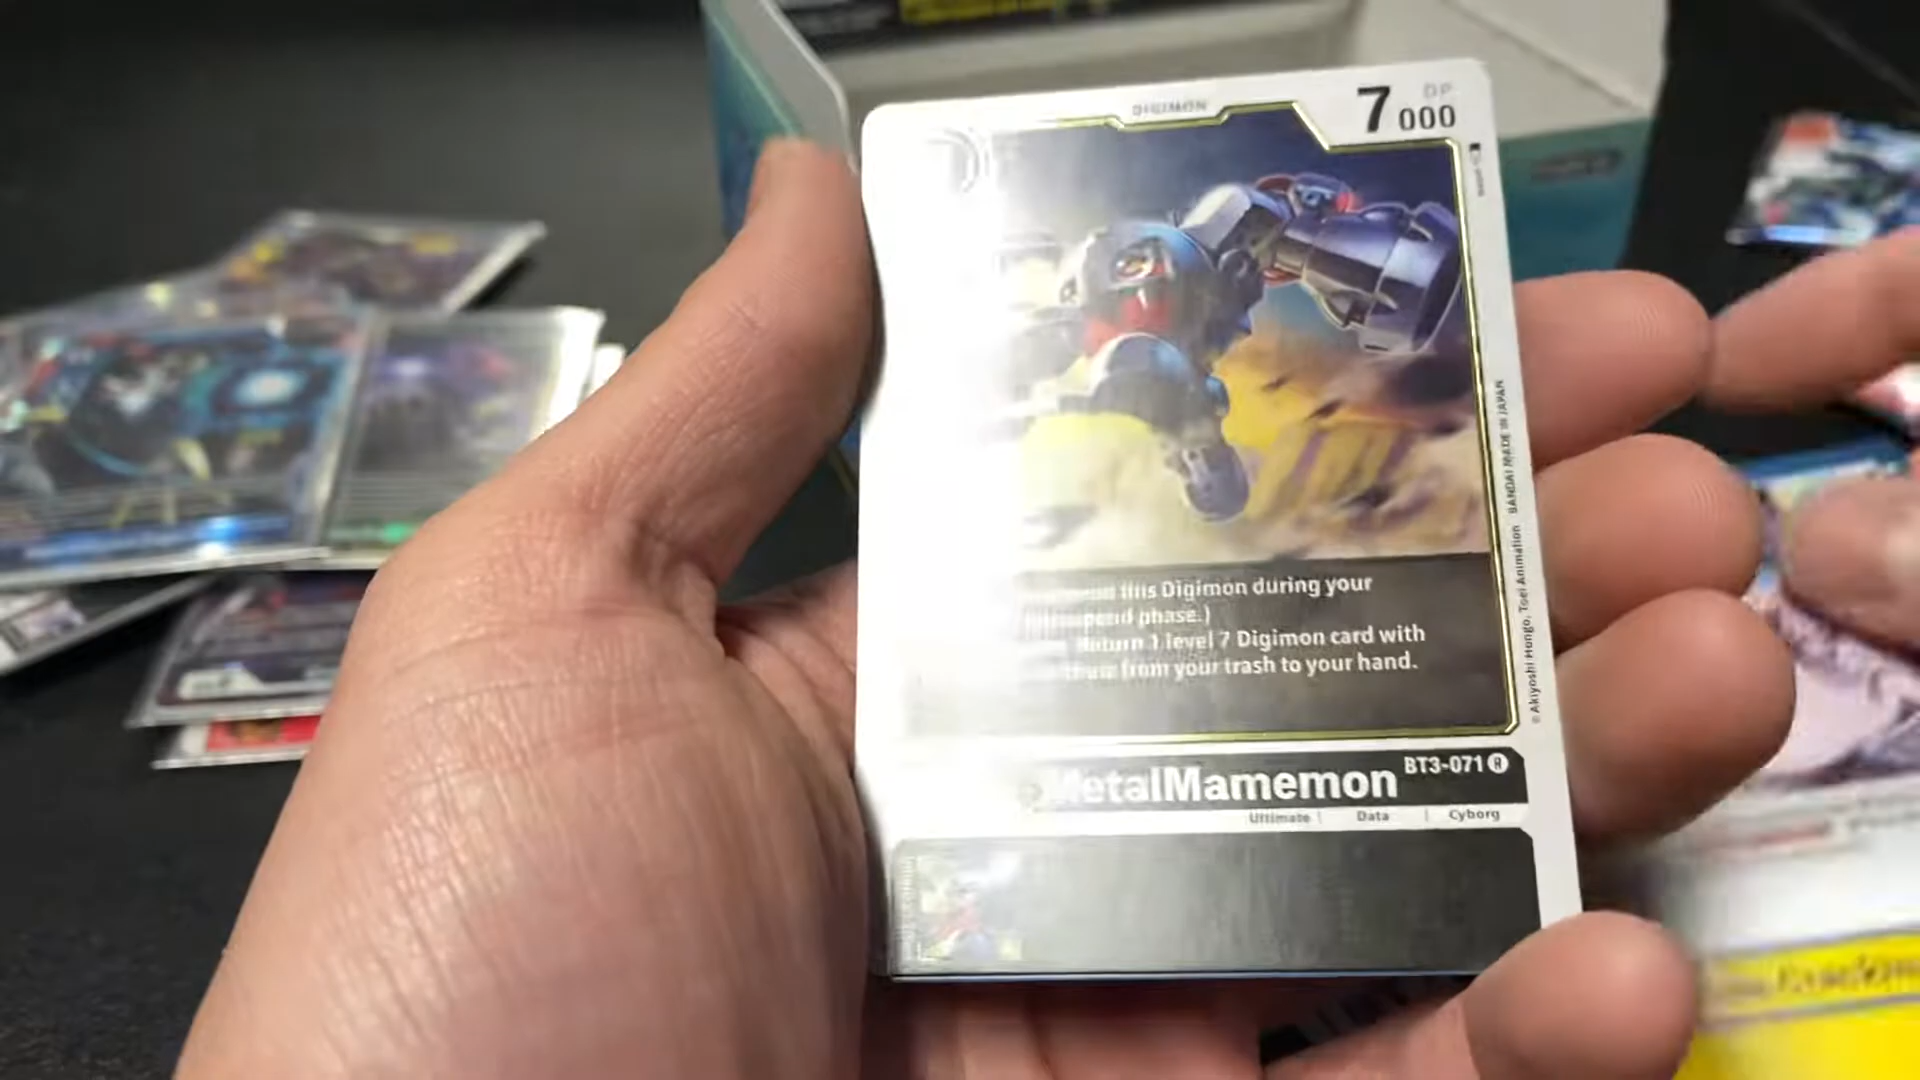 DIGIMON
DP
7000
this Digimon during your
phase.)
Return 1 level 7 Digimon card with
from your trash to your hand.
BANDAI MADE IN JAPAN
© Akiyoshi Hongo, Toei Animation
MetalMamemon
BT3-071 R
Ultimate | Data | Cyborg